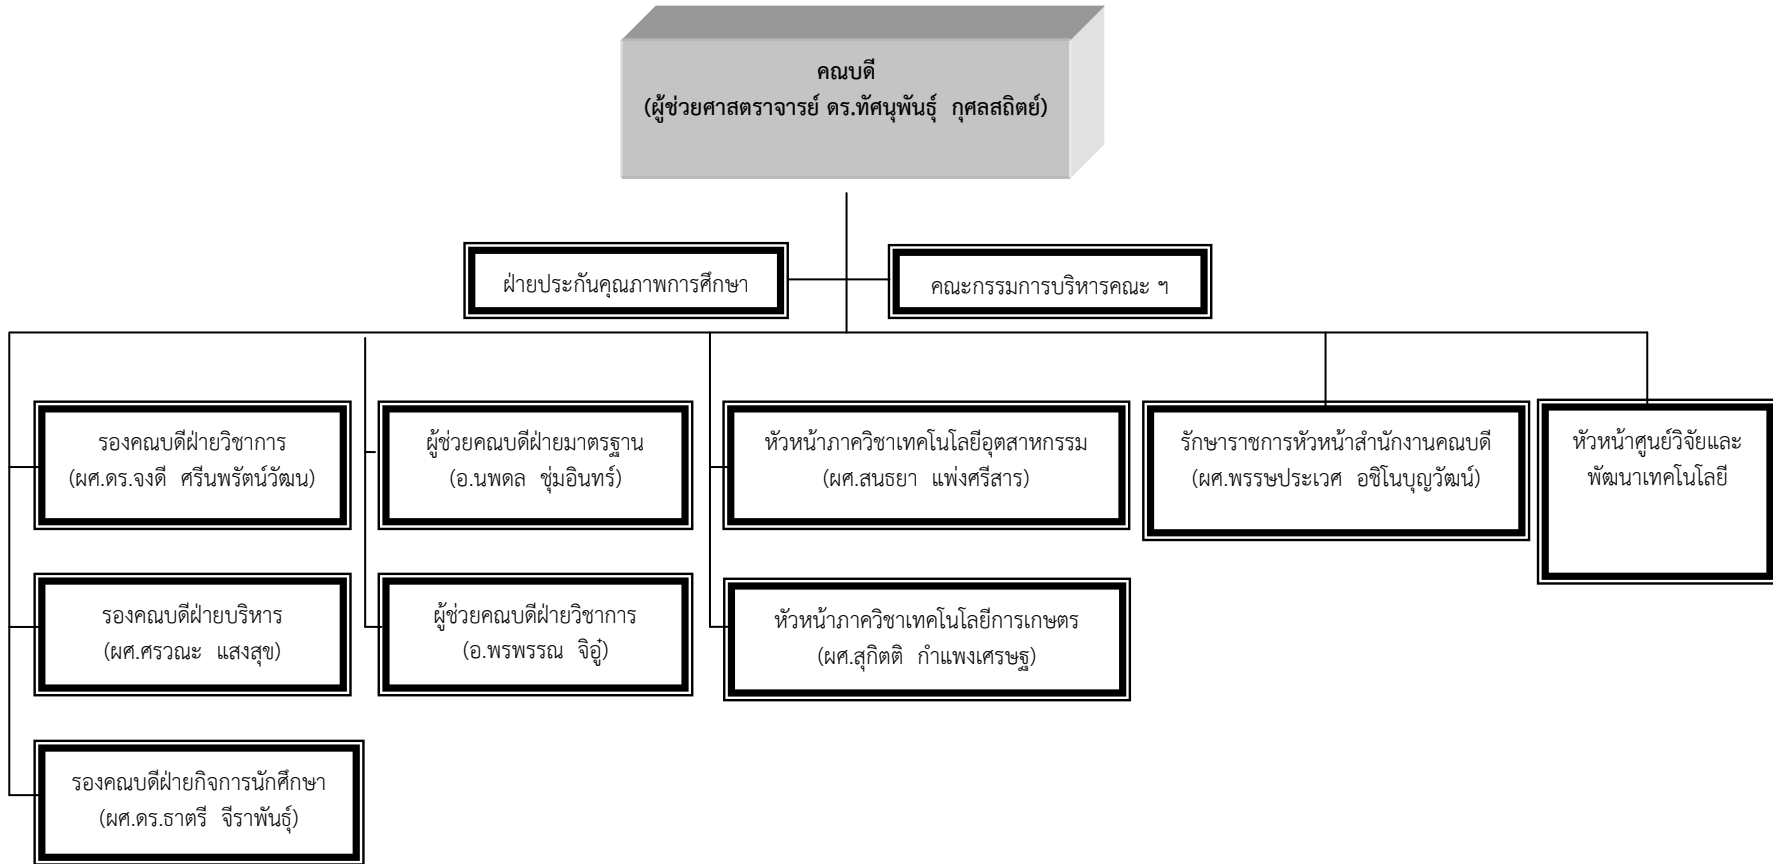 คณบดี
(ผู้ช่วยศาสตราจารย์ ดร.ทัศนุพันธุ์ กุศลสถิตย์)
ฝ่ายประกันคุณภาพการศึกษา
คณะกรรมการบริหารคณะ ฯ
รองคณบดีฝ่ายวิชาการ
(ผศ.ดร.จงดี ศรีนพรัตน์วัฒน)
ผู้ช่วยคณบดีฝ่ายมาตรฐาน
(อ.นพดล ชุ่มอินทร์)
หัวหน้าภาควิชาเทคโนโลยีอุตสาหกรรม
(ผศ.สนธยา แพ่งศรีสาร)
รักษาราชการหัวหน้าสำนักงานคณบดี
(ผศ.พรรษประเวศ อชิโนบุญวัฒน์)
หัวหน้าศูนย์วิจัยและ
พัฒนาเทคโนโลยี
รองคณบดีฝ่ายบริหาร
(ผศ.ศรวณะ แสงสุข)
ผู้ช่วยคณบดีฝ่ายวิชาการ
(อ.พรพรรณ จิอู๋)
หัวหน้าภาควิชาเทคโนโลยีการเกษตร
(ผศ.สุกิตติ กำแพงเศรษฐ)
รองคณบดีฝ่ายกิจการนักศึกษา
(ผศ.ดร.ธาตรี จีราพันธุ์)